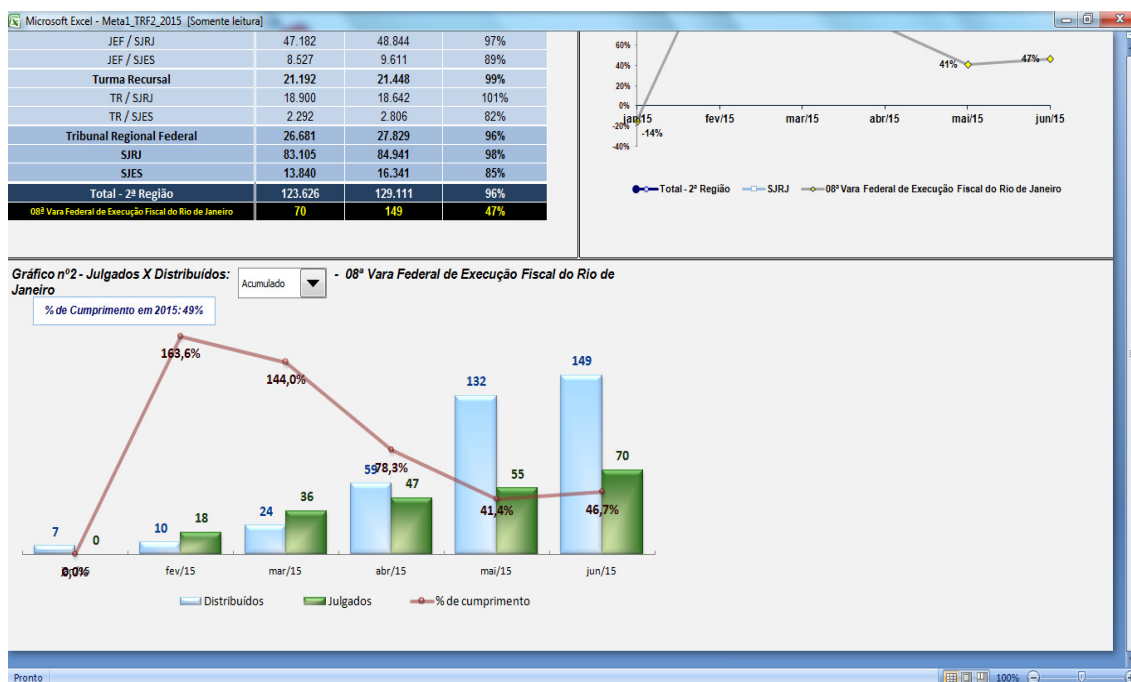 Microsoft Excel - Meta1_TRF2_2015 [Somente leitura]
JEF / SJRJ 47.182 48.844 97%
JEF / SJES 8.527 9.611 89%
Turma Recursal 21.192 21.448 99%
TR / SJRJ 18.900 18.642 101%
TR / SJES 2.292 2.806 82%
Tribunal Regional Federal 26.681 27.829 96%
SJRJ 83.105 84.941 98%
SJES 13.840 16.341 85%
Total - 2ª Região 123.626 129.111 96%
08ª Vara Federal de Execução Fiscal do Rio de Janeiro 70 149 47%
60%
40%
20%
0%
-20%
-40%
41% 47%
-14%
jan/15 fev/15 mar/15 abr/15 mai/15 jun/15
Total - 2ª Região SJRJ 08ª Vara Federal de Execução Fiscal do Rio de Janeiro
Gráfico nº2 - Julgados X Distribuídos: Acumulado - 08ª Vara Federal de Execução Fiscal do Rio de
Janeiro
% de Cumprimento em 2015: 49%
163,6%
144,0%
149
132
59 78,3%
70
55
47
36
41,4% 46,7%
24
18
10
7
0
0,0%
fev/15 mar/15 abr/15 mai/15 jun/15
Distribuídos Julgados % de cumprimento
Pronto 100%